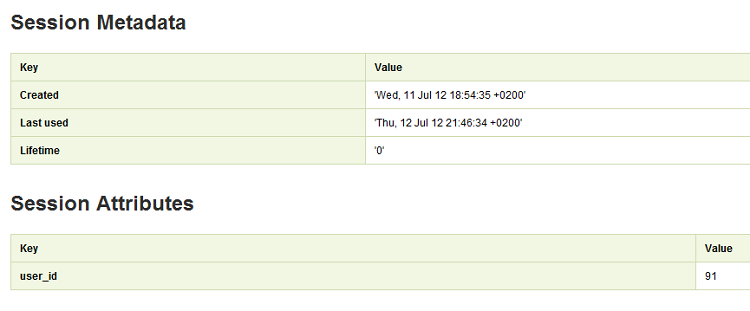 Session Metadata
Key Value
Created 'Wed, 11 Jul 12 18:54:35 +0200'
Last used 'Thu, 12 Jul 12 21:46:34 +0200'
Lifetime '0'
Session Attributes
Key Value
user_id 91